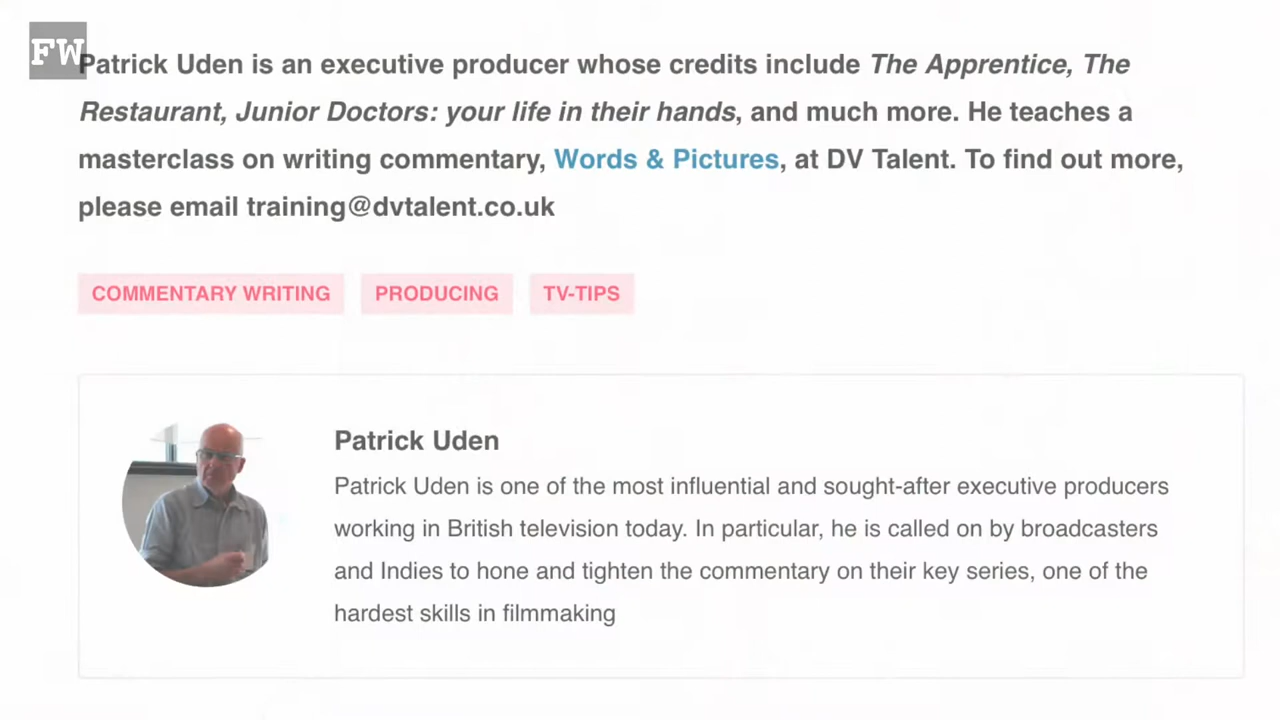 FW
Patrick Uden is an executive producer whose credits include The Apprentice, The
Restaurant, Junior Doctors: your life in their hands, and much more. He teaches a
masterclass on writing commentary, Words & Pictures, at DV Talent. To find out more,
please email training@dvtalent.co.uk
COMMENTARY WRITING PRODUCING TV-TIPS
Patrick Uden
Patrick Uden is one of the most influential and sought-after executive producers
working in British television today. In particular, he is called on by broadcasters
and Indies to hone and tighten the commentary on their key series, one of the
hardest skills in filmmaking